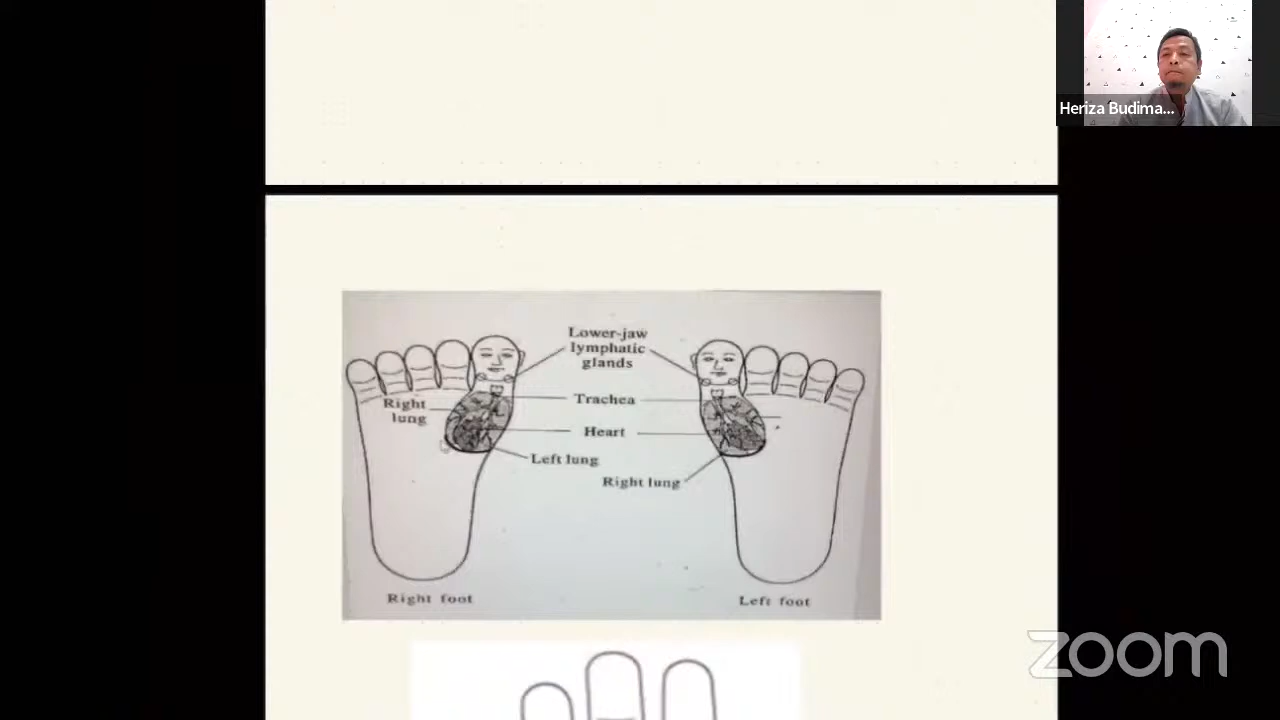 Heriza Budima...
Lower-jaw
lymphatic
glands
Right
lung
Trachea
Heart
Left lung
Right lung
Right foot
Left foot
zoom